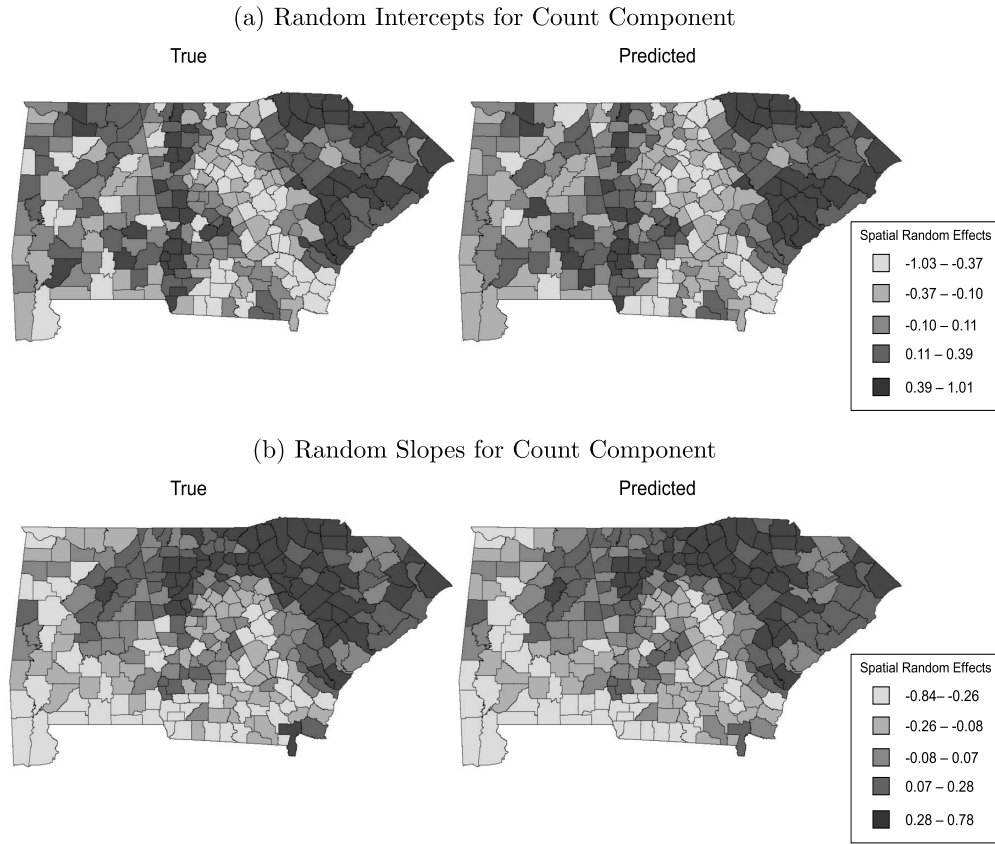 (a) Random Intercepts for Count Component
True
Predicted
Spatial Random Effects
-1.03 – -0.37
-0.37 – -0.10
-0.10 – 0.11
0.11 – 0.39
0.39 – 1.01
(b) Random Slopes for Count Component
True
Predicted
Spatial Random Effects
-0.84– -0.26
-0.26 – -0.08
-0.08 – 0.07
0.07 – 0.28
0.28 – 0.78